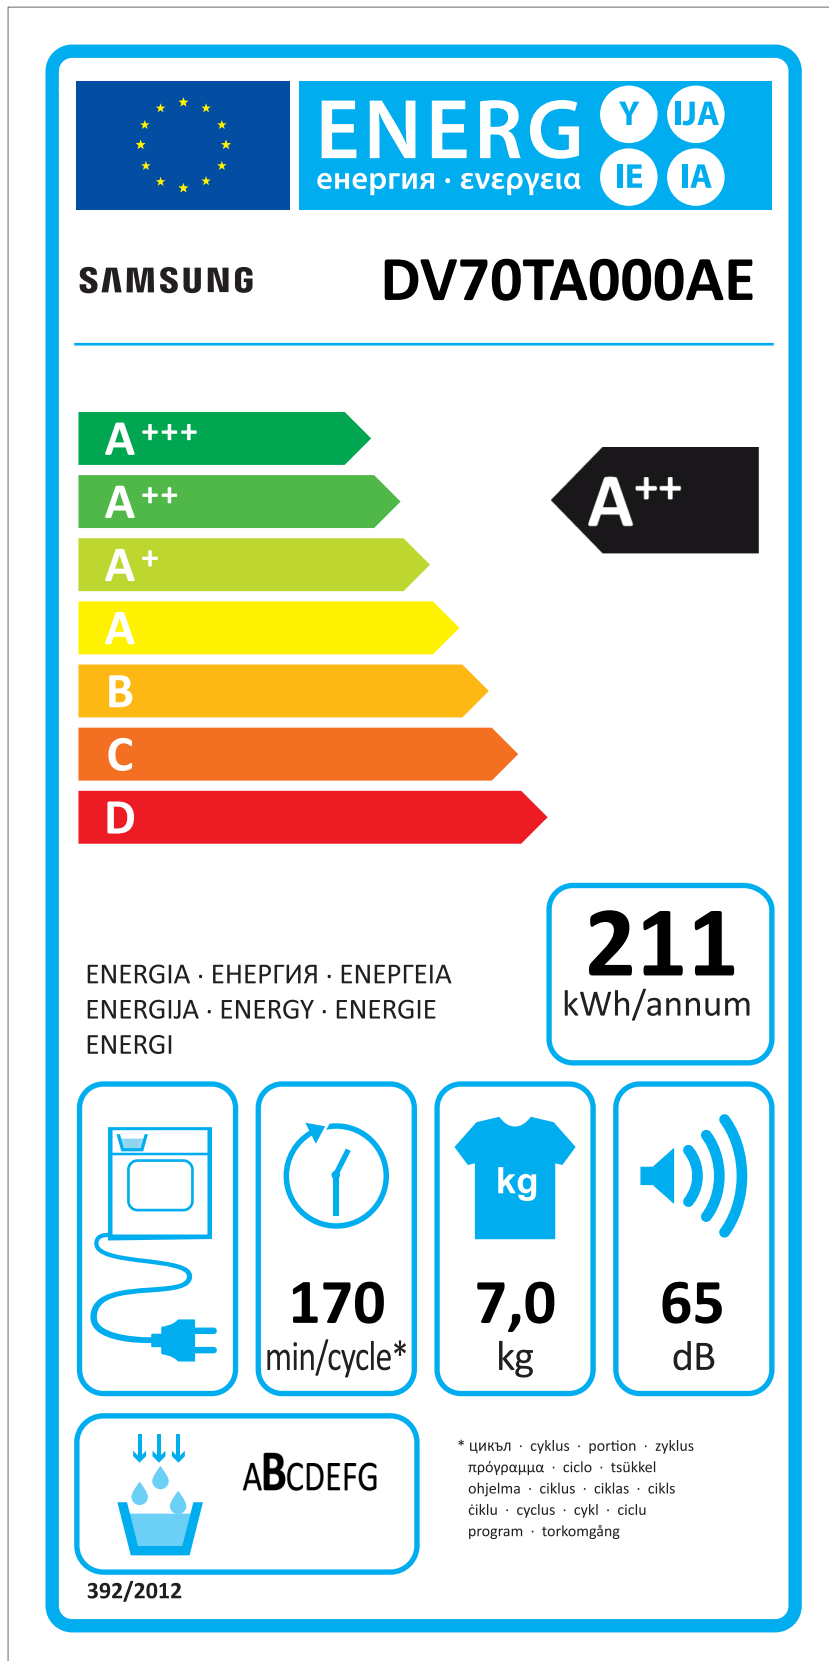 ENERG Y IJA
енергия · ενεργεια IE IA
SAMSUNG DV70TA000AE
A+++
A++
A++
A+
A
B
C
D
211
kWh/annum
ENERGIA · ЕНЕРГИЯ · ΕΝΕΡΓΕΙΑ
ENERGIJA · ENERGY · ENERGIE
ENERGI
kg
170
min/cycle*
7,0
kg
65
dB
ABCDEFG
* цикъл · cyklus · portion · zyklus
πρόγραμμα · ciclo · tsükkel
ohjelma · ciklus · ciklas · cikls
ċiklu · cyclus · cykl · ciclu
program · torkomgång
392/2012